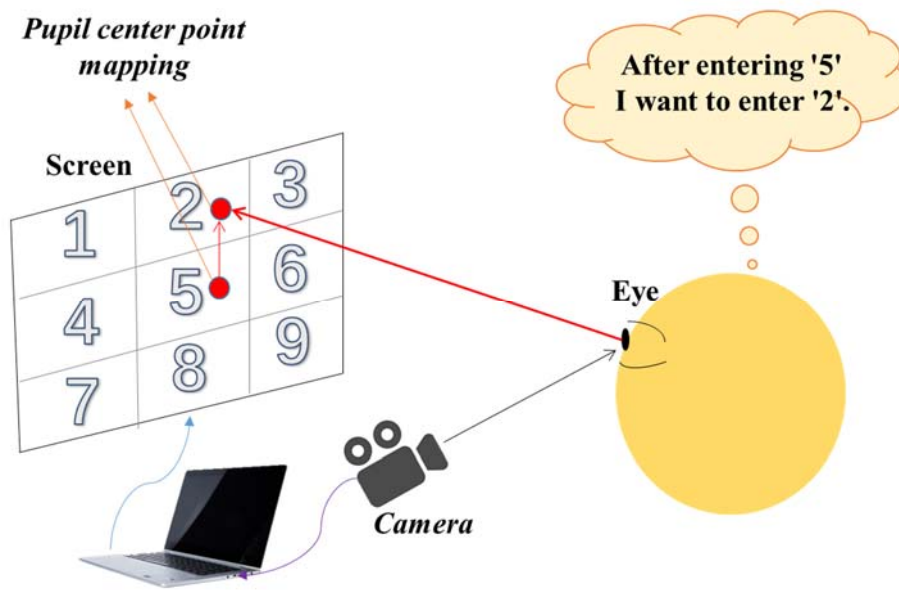 Pupil center point
mapping
After entering '5'
I want to enter '2'.
Screen
1 2 3
4 5 6
7 8 9
Eye
Camera